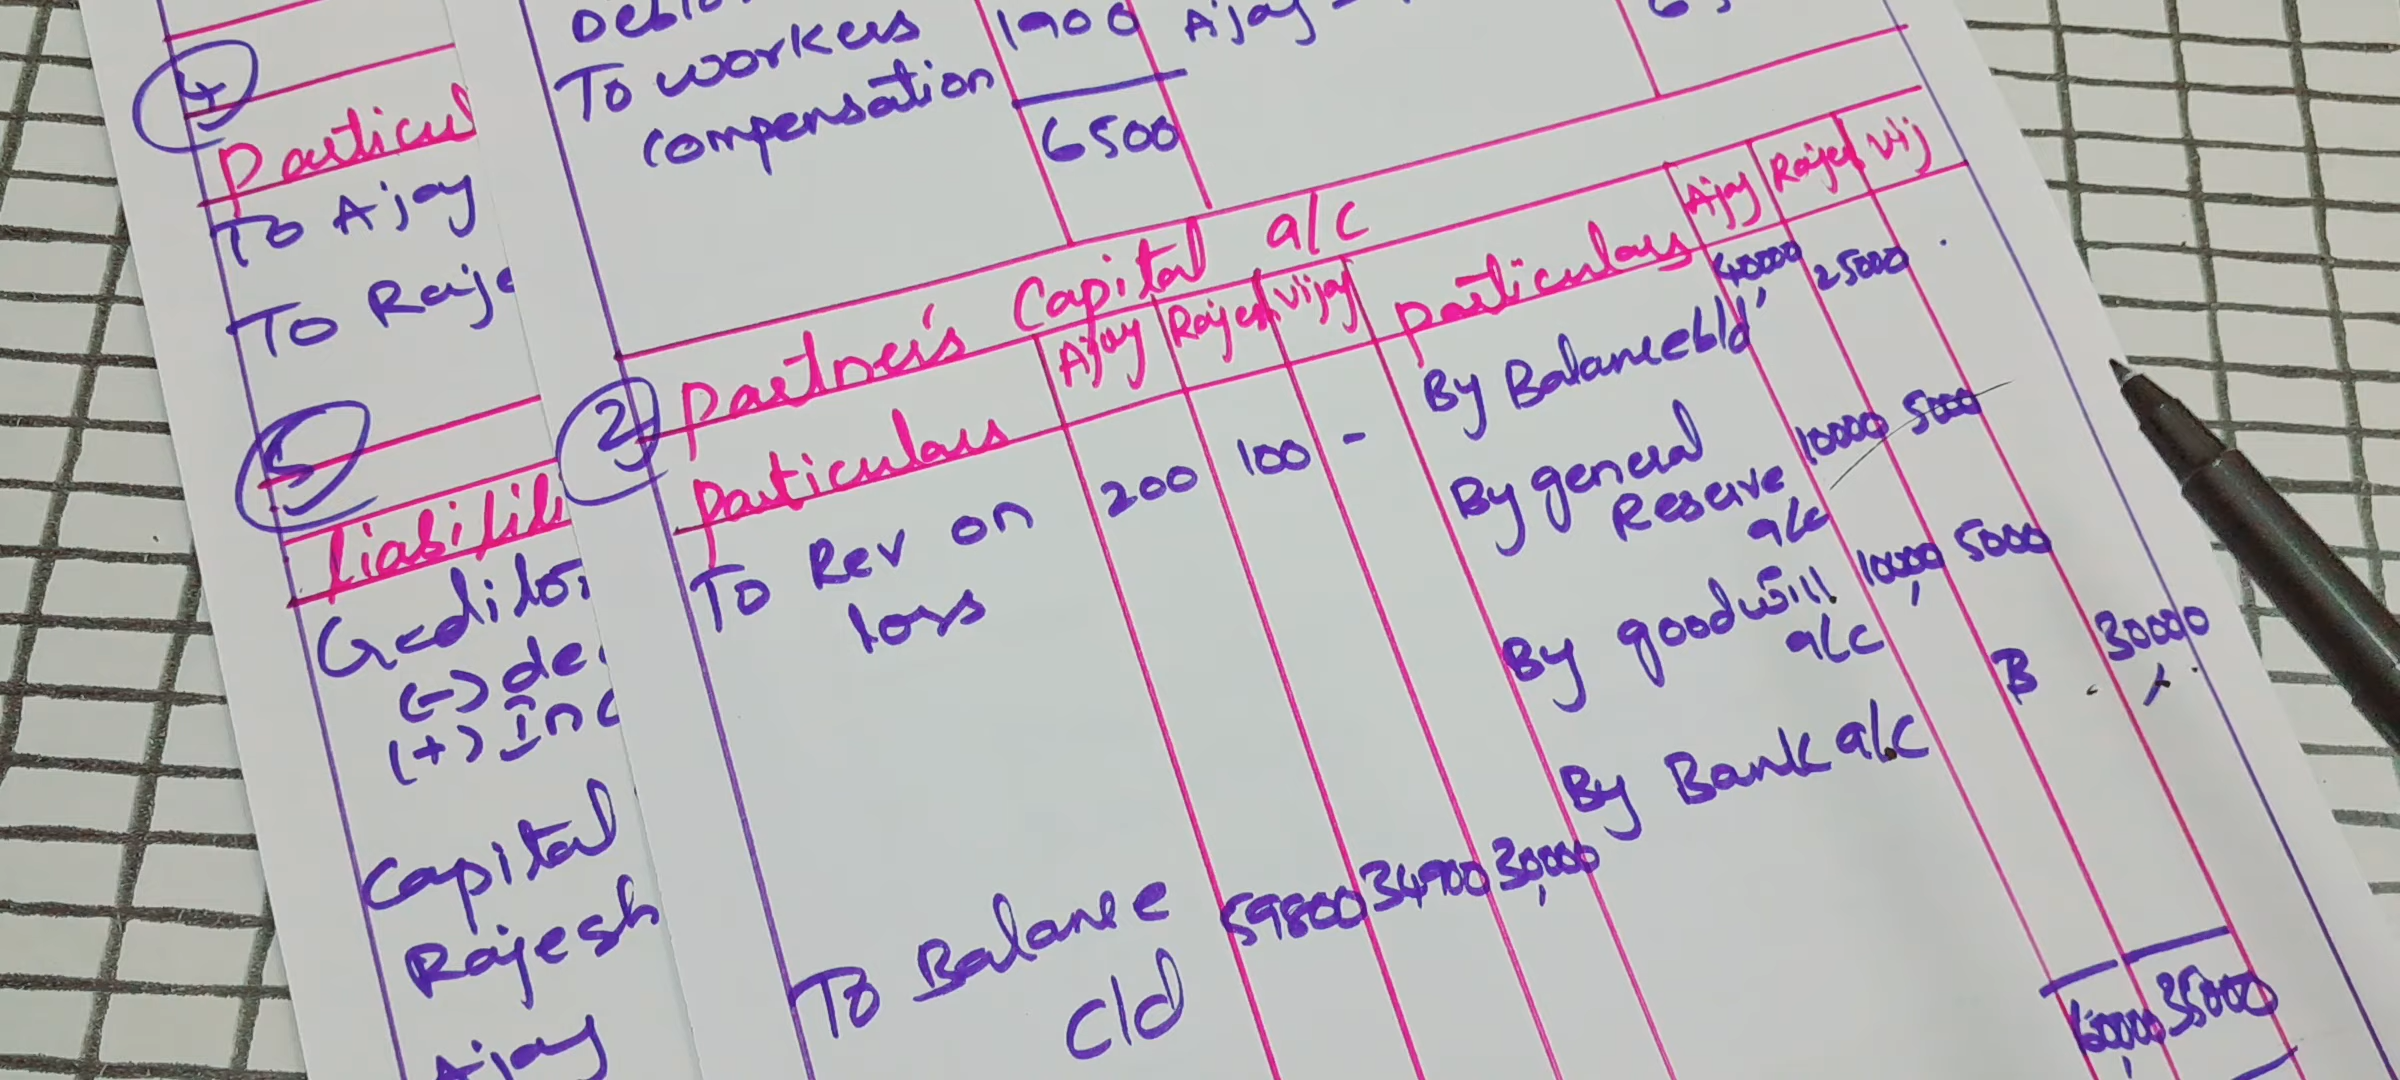 4
Particul
To Ajay
To Raje
5
Liabilili
Creditor
(-) de
(+) Inc
Capital
Rajesh
Ajay
To workers 1900 Ajay -
compensation
6500
2
Partner's Capital a/c
Particulars Ajay Rajesh Vijay Particulars Ajay Rajesh Vij
To Rev on 200 100 - By Balance b/d 40000 25000
loss
By general 10000 5000
Reserve
a/c
By goodwill 10000 5000
a/c
By Bank a/c B 30000
To Balance 59800 34900 30,000
c/d
60000 35000